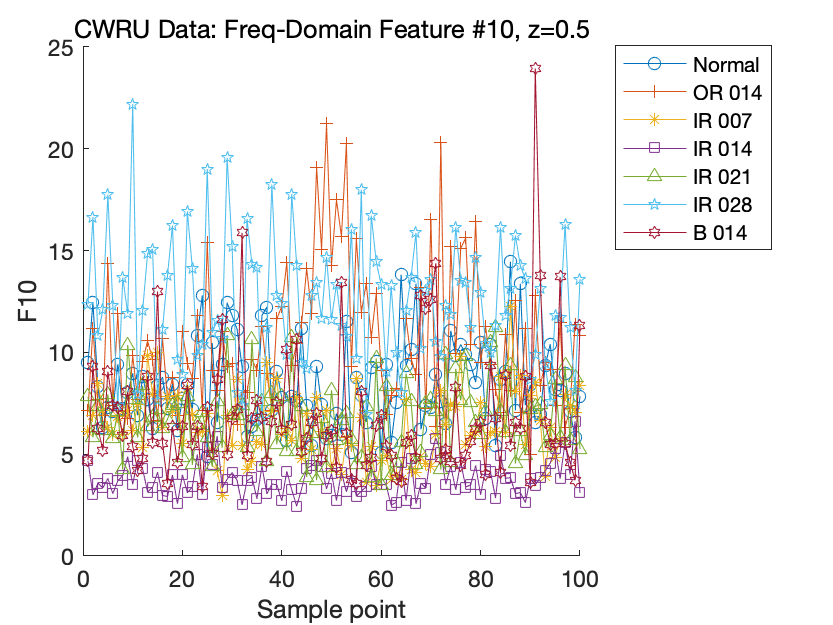 CWRU Data: Freq-Domain Feature #10, z=0.5
25
20
15
10
5
0
F10
0 20 40 60 80 100
Sample point
Normal
OR 014
IR 007
IR 014
IR 021
IR 028
B 014